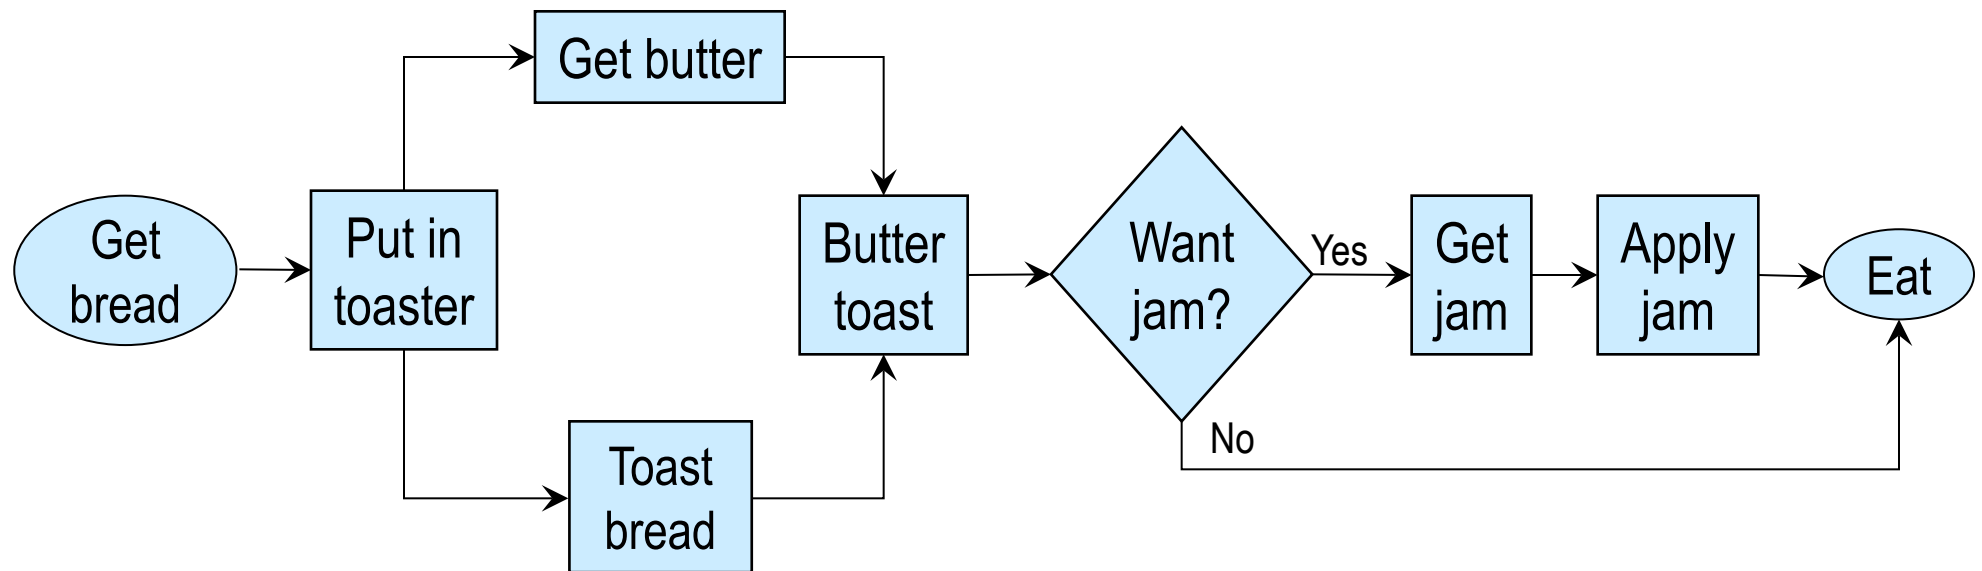 Get
bread
Put in
toaster
Get butter
Toast
bread
Butter
toast
Want
jam?
Yes
No
Get
jam
Apply
jam
Eat